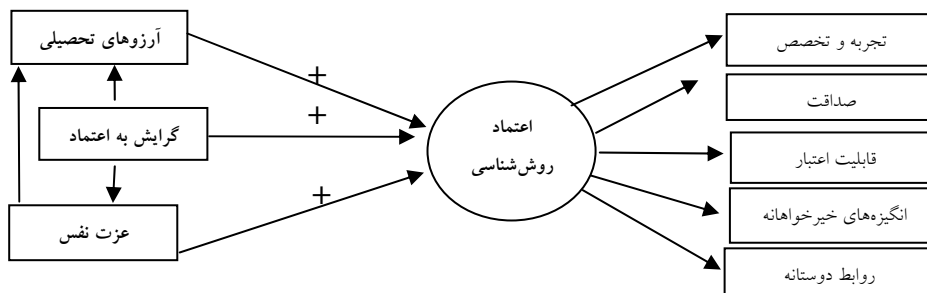 آرزوهای تحصیلی
گرایش به اعتماد
عزت نفس
+
+
+
اعتماد
روش‌شناسی
تجربه و تخصص
صداقت
قابلیت اعتبار
انگیزه‌های خیرخواهانه
روابط دوستانه